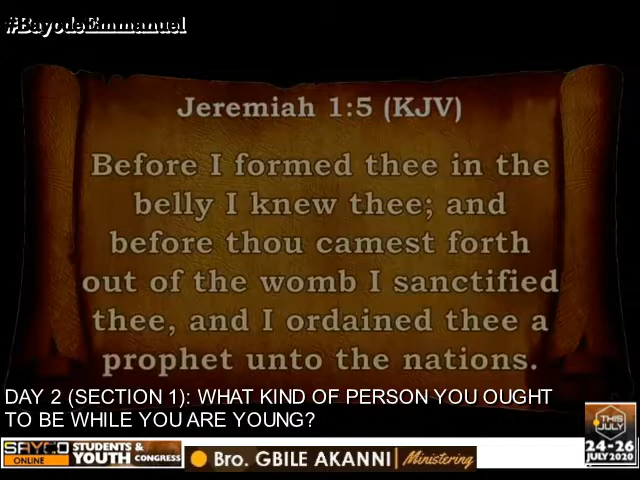 #BayodeEmmanuel
Jeremiah 1:5 (KJV)
Before I formed thee in the
belly I knew thee; and
before thou camest forth
out of the womb I sanctified
thee, and I ordained thee a
prophet unto the nations.
DAY 2 (SECTION 1): WHAT KIND OF PERSON YOU OUGHT
TO BE WHILE YOU ARE YOUNG?
SAYCO
ONLINE
STUDENTS &
YOUTH CONGRESS
Bro. GBILE AKANNI Ministering
THIS
JULY
24-26
JULY 2020